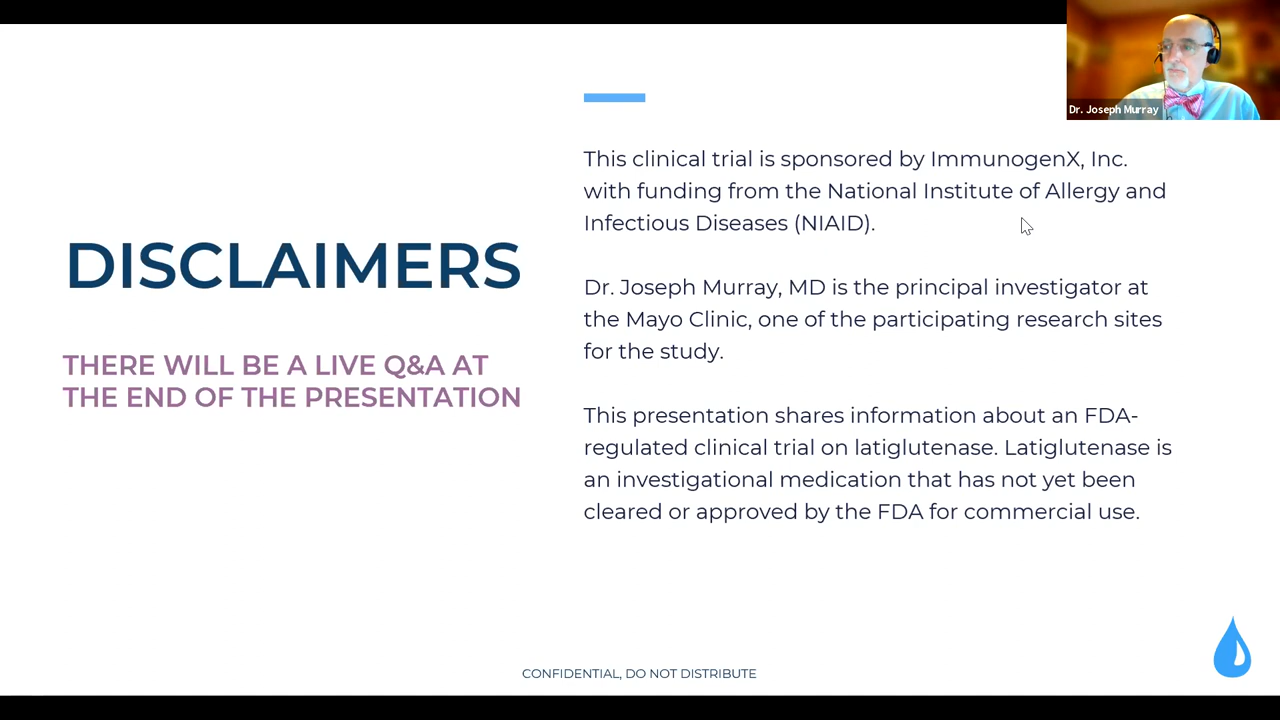 Dr. Joseph Murray
DISCLAIMERS
THERE WILL BE A LIVE Q&A AT
THE END OF THE PRESENTATION
This clinical trial is sponsored by ImmunogenX, Inc.
with funding from the National Institute of Allergy and
Infectious Diseases (NIAID).
Dr. Joseph Murray, MD is the principal investigator at
the Mayo Clinic, one of the participating research sites
for the study.
This presentation shares information about an FDA-
regulated clinical trial on latiglutenase. Latiglutenase is
an investigational medication that has not yet been
cleared or approved by the FDA for commercial use.
CONFIDENTIAL, DO NOT DISTRIBUTE